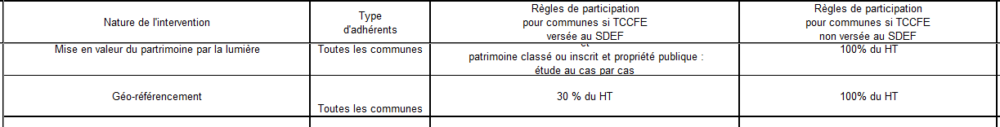 Nature de l'intervention
Type
d'adhérents
Règles de participation
pour communes si TCCFE
versée au SDEF
Règles de participation
pour communes si TCCFE
non versée au SDEF
Mise en valeur du partrimoine par la lumière
Toutes les communes
patrimoine classé ou inscrit et propriété publique :
étude au cas par cas
100% du HT
Géo-référencement
Toutes les communes
30 % du HT
100% du HT